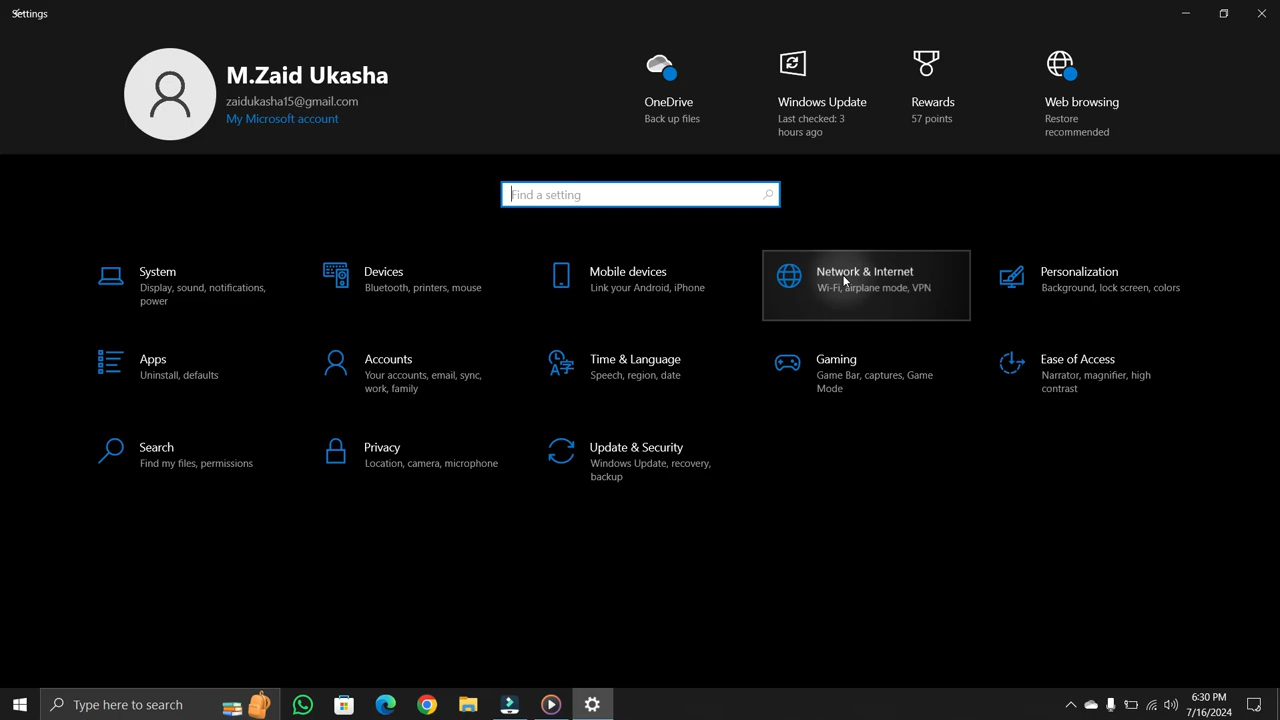 Settings
M.Zaid Ukasha
zaidukasha15@gmail.com
My Microsoft account
OneDrive
Back up files
Windows Update
Last checked: 3
hours ago
Rewards
57 points
Web browsing
Restore
recommended
Find a setting
System
Display, sound, notifications,
power
Devices
Bluetooth, printers, mouse
Mobile devices
Link your Android, iPhone
Network & Internet
Wi-Fi, airplane mode, VPN
Personalization
Background, lock screen, colors
Apps
Uninstall, defaults
Accounts
Your accounts, email, sync,
work, family
Time & Language
Speech, region, date
Gaming
Game Bar, captures, Game
Mode
Ease of Access
Narrator, magnifier, high
contrast
Search
Find my files, permissions
Privacy
Location, camera, microphone
Update & Security
Windows Update, recovery,
backup
Type here to search
6:30 PM
7/16/2024